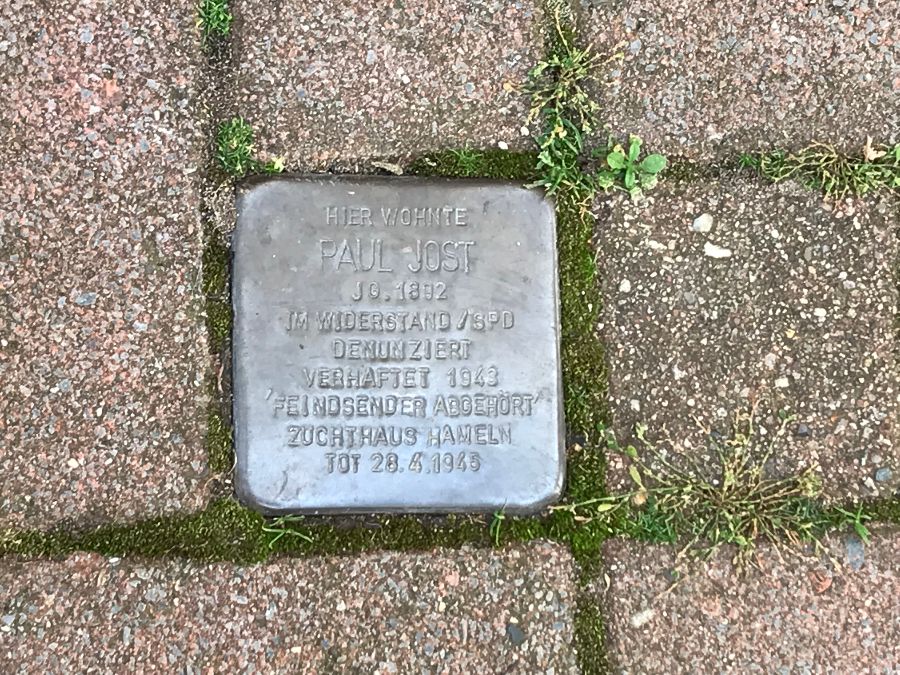 HIER WOHNTE
PAUL JOST
JG. 1892
IM WIDERSTAND/SPD
DENUNZIERT
VERHAFTET 1943
'FEINDSENDER ABGEHÖRT'
ZUCHTHAUS HAMELN
TOT 28.4.1945